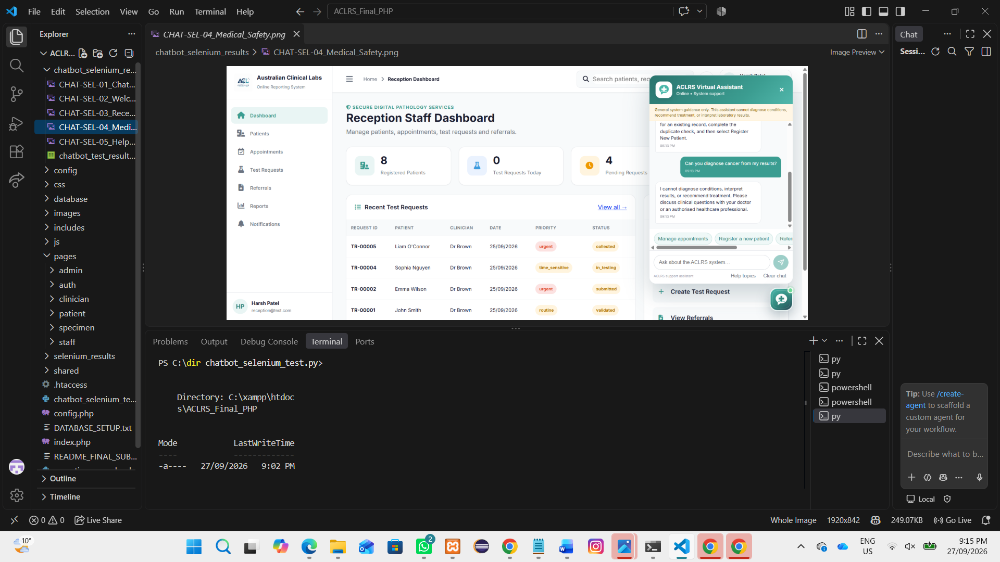 File Edit Selection View Go Run Terminal Help
ACLRS_Final_PHP
Explorer
ACLR...
chatbot_selenium_re...
CHAT-SEL-01_Chat...
CHAT-SEL-02_Welc...
CHAT-SEL-03_Rece...
CHAT-SEL-04_Medi...
CHAT-SEL-05_Help...
chatbot_test_result...
config
css
database
images
includes
js
pages
admin
auth
clinician
patient
specimen
staff
selenium_results
shared
.htaccess
chatbot_selenium_te...
config.php
DATABASE_SETUP.txt
index.php
README_FINAL_SUB...
Outline
Timeline
CHAT-SEL-04_Medical_Safety.png
chatbot_selenium_results > CHAT-SEL-04_Medical_Safety.png
Image Preview
ACL
Australian Clinical Labs
Online Reporting System
Dashboard
Patients
Appointments
Test Requests
Referrals
Reports
Notifications
HP
Harsh Patel
reception@test.com
Home > Reception Dashboard
Search patients, req
SECURE DIGITAL PATHOLOGY SERVICES
Reception Staff Dashboard
Manage patients, appointments, test requests and referrals.
8
Registered Patients
0
Test Requests Today
4
Pending Requests
Recent Test Requests
View all →
REQUEST ID PATIENT CLINICIAN DATE PRIORITY STATUS
TR-00005 Liam O'Connor Dr Brown 25/09/2026 urgent collected
TR-00004 Sophia Nguyen Dr Brown 25/09/2026 time_sensitive in_testing
TR-00002 Emma Wilson Dr Brown 25/09/2026 urgent submitted
TR-00001 John Smith Dr Brown 25/09/2026 routine validated
ACLRS Virtual Assistant
Online • System support
General system guidance only. This assistant cannot diagnose conditions,
recommend treatment, or interpret laboratory results.
for an existing record, complete the
duplicate check, and then select Register
New Patient.
09:13 PM
Can you diagnose cancer from my results?
09:13 PM
I cannot diagnose conditions, interpret
results, or recommend treatment. Please
discuss clinical questions with your doctor
or an authorised healthcare professional.
09:13 PM
Manage appointments Register a new patient Refer
Ask about the ACLRS system...
ACLRS support assistant Help topics Clear chat
Create Test Request
View Referrals
Problems Output Debug Console Terminal Ports
PS C:\dir chatbot_selenium_test.py>
Directory: C:\xampp\htdoc
s\ACLRS_Final_PHP
Mode LastWriteTime
---- -------------
-a---- 27/09/2026 9:02 PM
py
py
powershell
powershell
py
Chat
Sessi...
Tip: Use /create-
agent to scaffold a
custom agent for
your workflow.
Describe what to b...
Local
0 0 Live Share
Whole Image 1920x842 249.07KB Go Live
10°
2
ENG
US
9:15 PM
27/09/2026